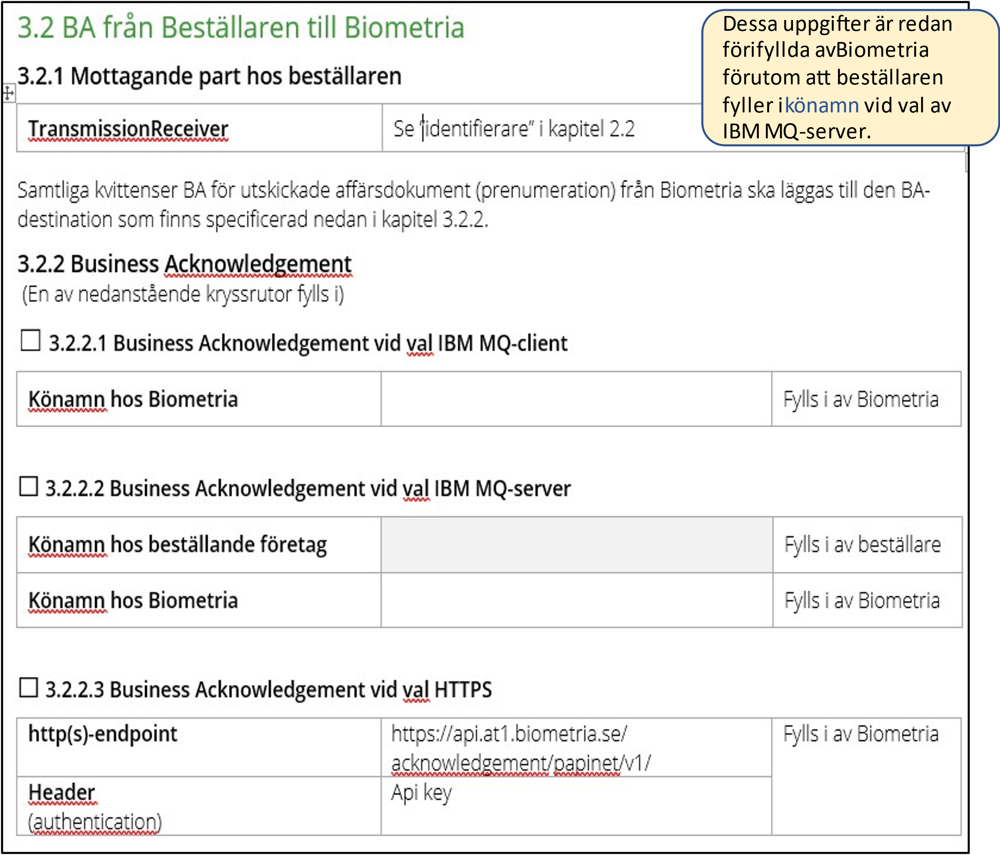 3.2 BA från Beställaren till Biometria
Dessa uppgifter är redan
förifyllda avBiometria
förutom att beställaren
fyller i könamn vid val av
IBM MQ-server.
3.2.1 Mottagande part hos beställaren
TransmissionReceiver Se "identifierare" i kapitel 2.2
Samtliga kvittenser BA för utskickade affärsdokument (prenumeration) från Biometria ska läggas till den BA-
destination som finns specificerad nedan i kapitel 3.2.2.
3.2.2 Business Acknowledgement
(En av nedanstående kryssrutor fylls i)
☐ 3.2.2.1 Business Acknowledgement vid val IBM MQ-client
Könamn hos Biometria Fylls i av Biometria
☐ 3.2.2.2 Business Acknowledgement vid val IBM MQ-server
Könamn hos beställande företag Fylls i av beställare
Könamn hos Biometria Fylls i av Biometria
☐ 3.2.2.3 Business Acknowledgement vid val HTTPS
http(s)-endpoint https://api.at1.biometria.se/ Fylls i av Biometria
acknowledgement/papinet/v1/
Header Api key
(authentication)